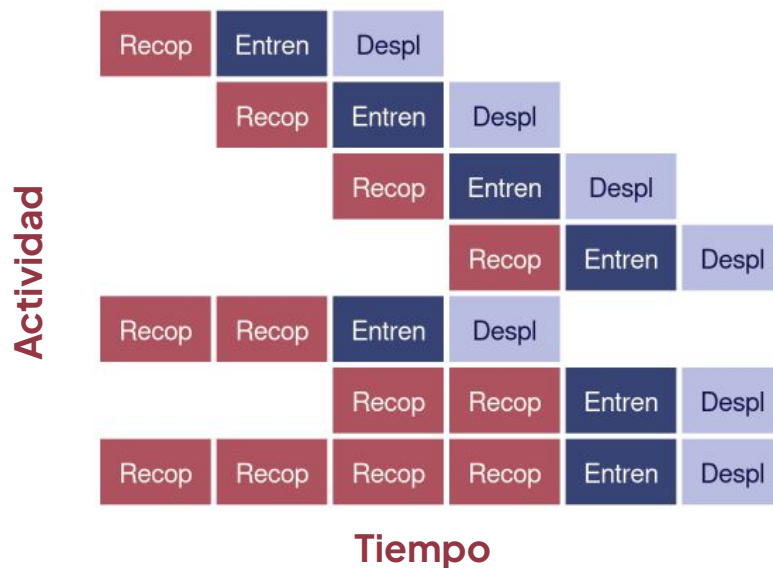 Actividad
Recop Entren Despl
Recop Entren Despl
Recop Entren Despl
Recop Entren Despl
Recop Recop Entren Despl
Recop Recop Entren Despl
Recop Recop Recop Recop Entren Despl
Tiempo